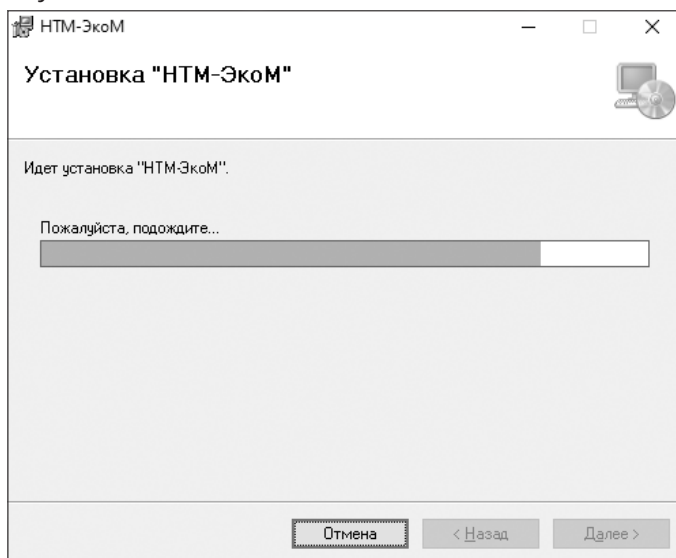 НТМ-ЭкоМ
Установка "НТМ-ЭкоМ"
Идет установка "НТМ-ЭкоМ".
Пожалуйста, подождите...
Отмена
< Назад
Далее >